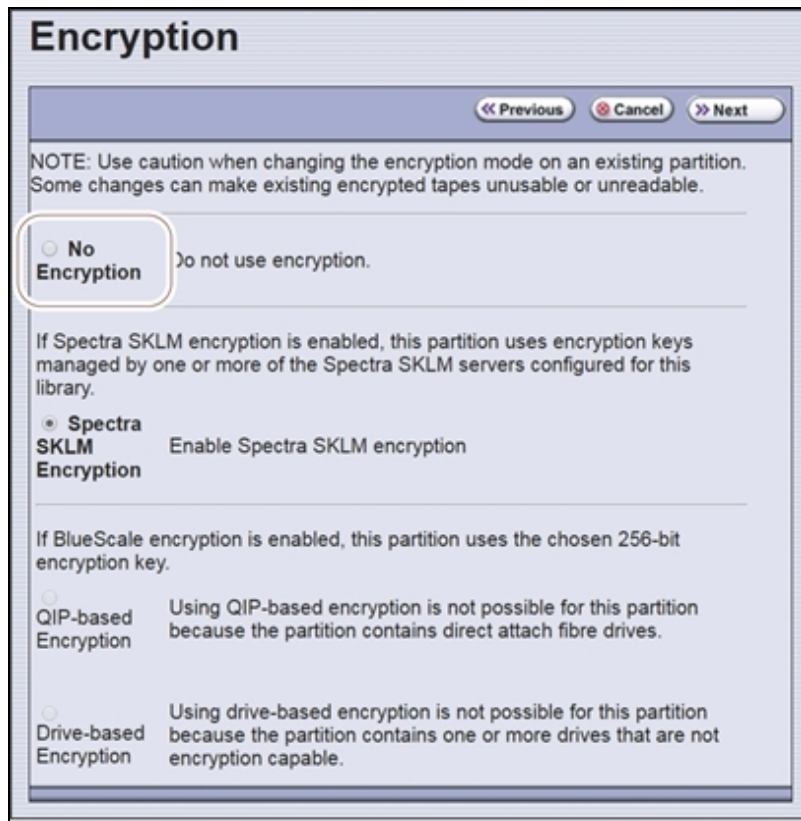 Encryption
Previous
Cancel
Next
NOTE: Use caution when changing the encryption mode on an existing partition.
Some changes can make existing encrypted tapes unusable or unreadable.
No
Encryption
Do not use encryption.
If Spectra SKLM encryption is enabled, this partition uses encryption keys
managed by one or more of the Spectra SKLM servers configured for this
library.
Spectra
SKLM
Encryption
Enable Spectra SKLM encryption
If BlueScale encryption is enabled, this partition uses the chosen 256-bit
encryption key.
QIP-based
Encryption
Using QIP-based encryption is not possible for this partition
because the partition contains direct attach fibre drives.
Drive-based
Encryption
Using drive-based encryption is not possible for this partition
because the partition contains one or more drives that are not
encryption capable.